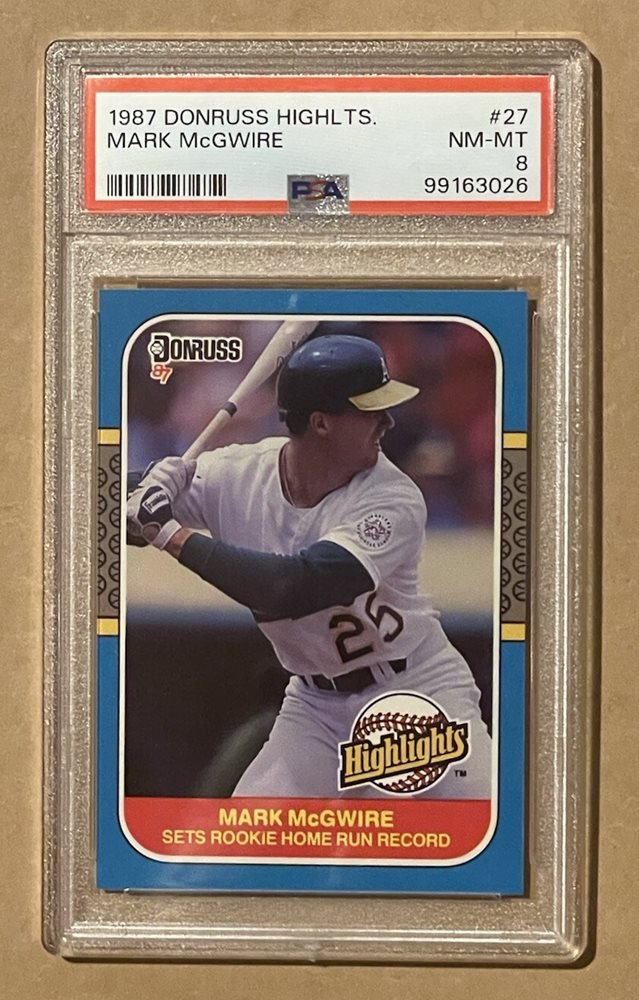 1987 DONRUSS HIGHLTS. #27
MARK McGWIRE NM-MT
8
PSA 99163026
DONRUSS
87
A
25
Highlights™
MARK McGWIRE
SETS ROOKIE HOME RUN RECORD